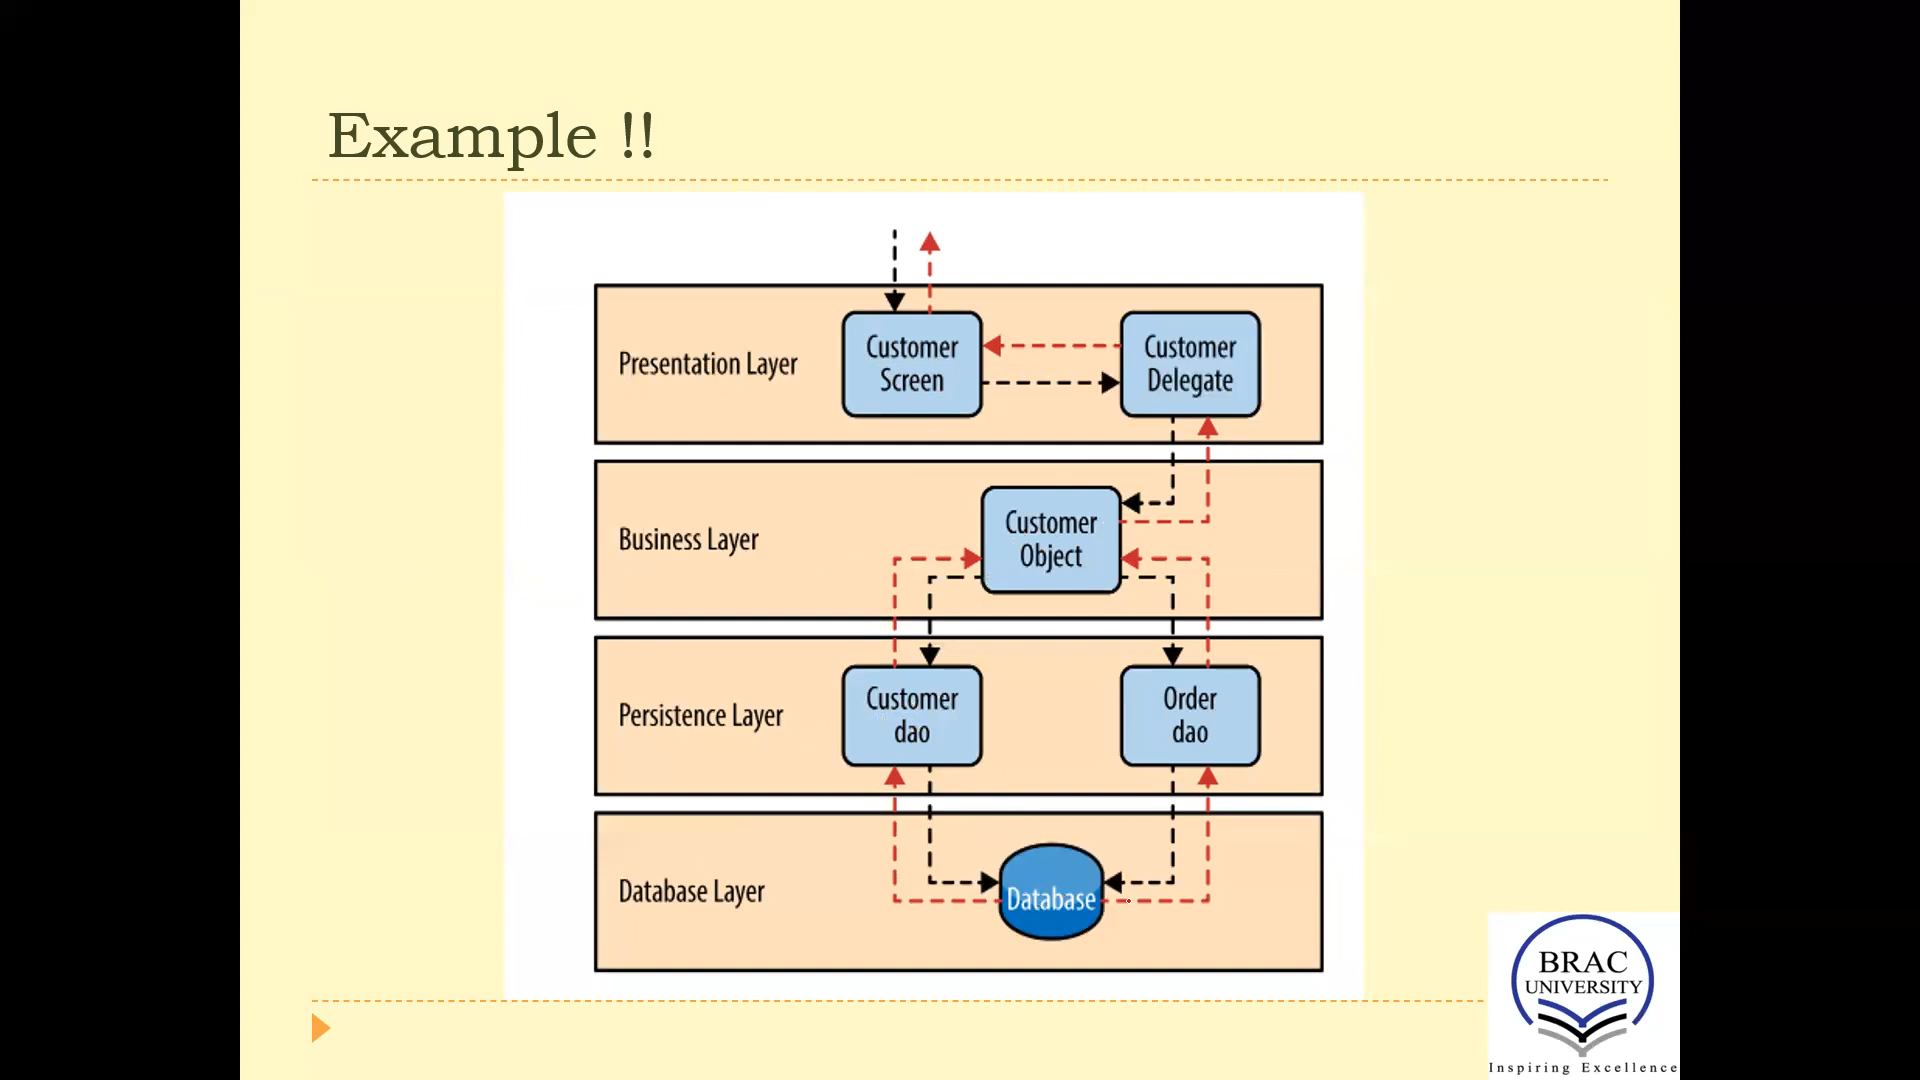 Example !!
Presentation Layer
Customer
Screen
Customer
Delegate
Business Layer
Customer
Object
Persistence Layer
Customer
dao
Order
dao
Database Layer
Database
BRAC
UNIVERSITY
Inspiring Excellence